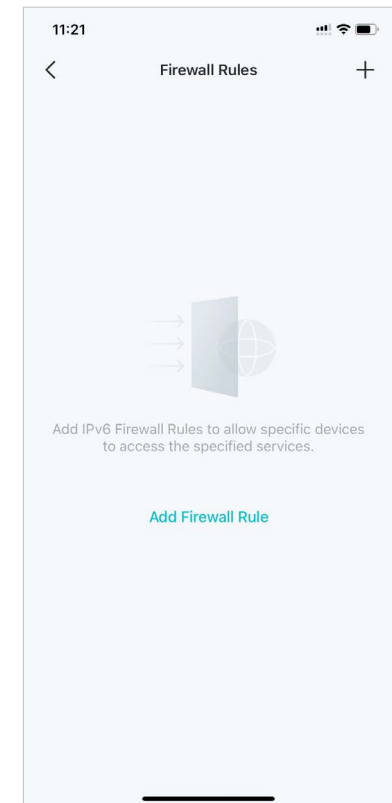 11:21
Firewall Rules
Add IPv6 Firewall Rules to allow specific devices
to access the specified services.
Add Firewall Rule